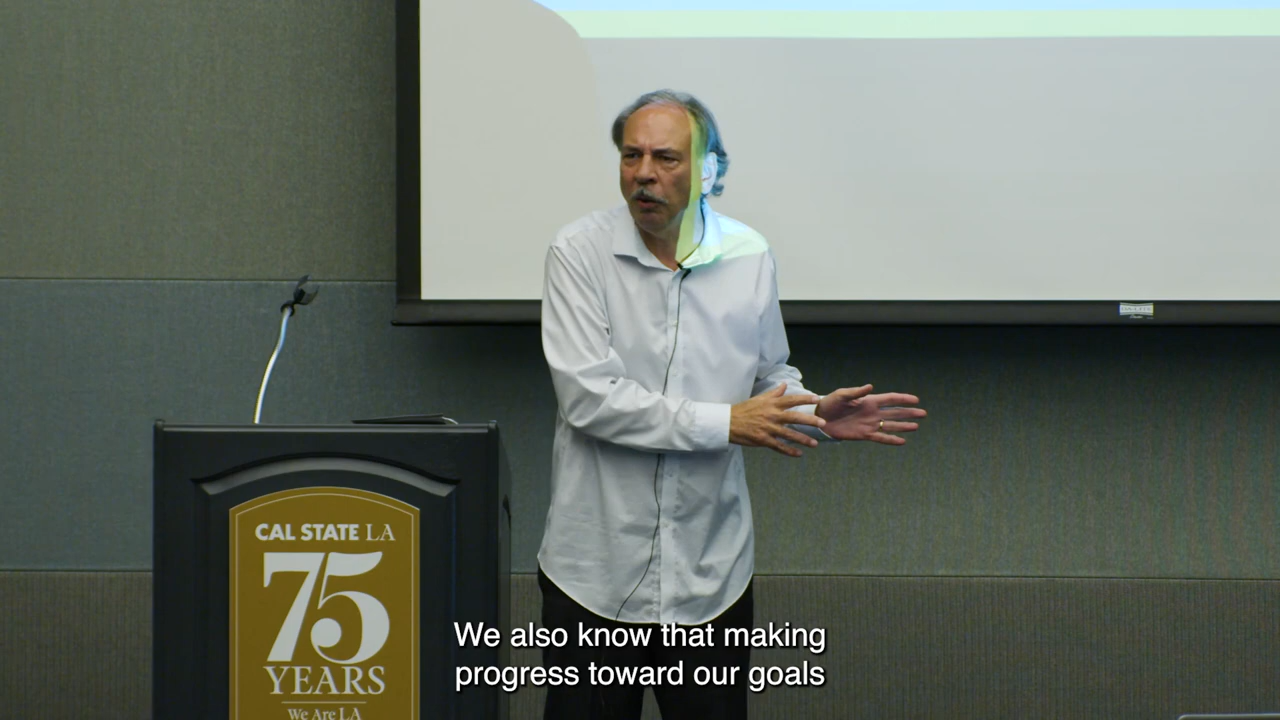 CAL STATE LA
75
YEARS
We Are LA
We also know that making
progress toward our goals